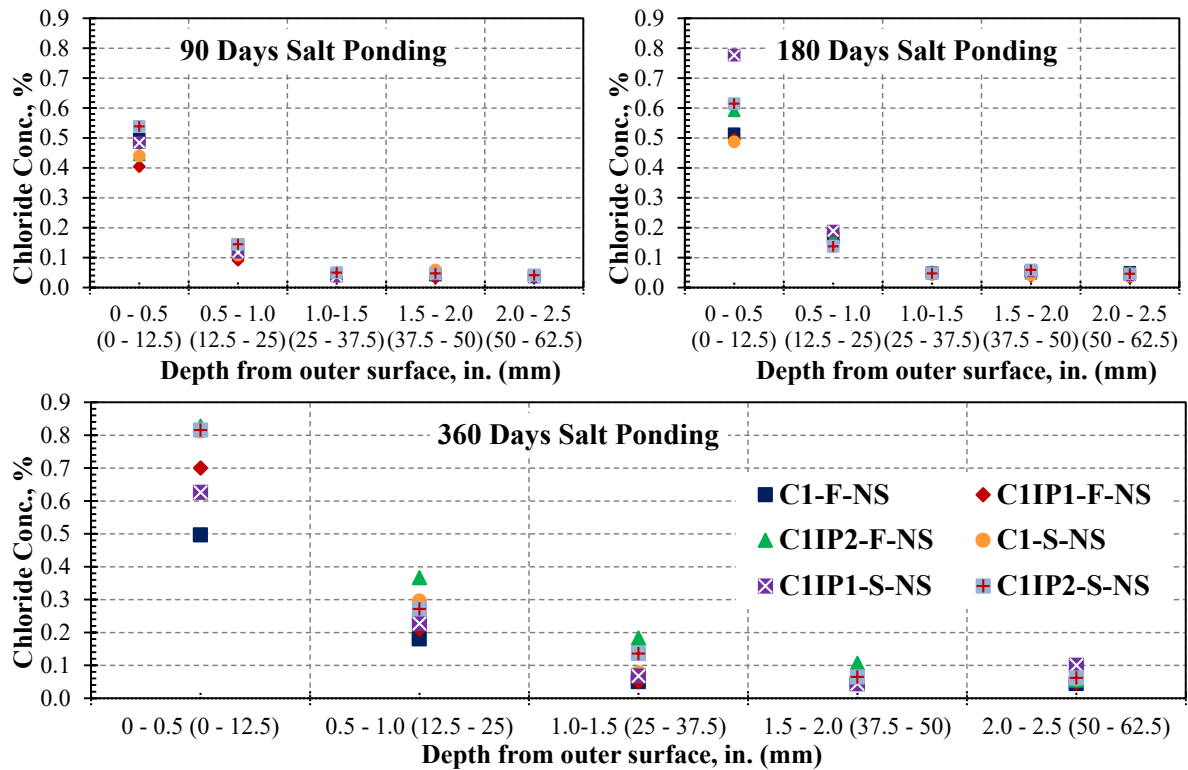 90 Days Salt Ponding
Chloride Conc., %
0.9
0.8
0.7
0.6
0.5
0.4
0.3
0.2
0.1
0.0
0 - 0.5 0.5 - 1.0 1.0-1.5 1.5 - 2.0 2.0 - 2.5
(0 - 12.5) (12.5 - 25) (25 - 37.5) (37.5 - 50) (50 - 62.5)
Depth from outer surface, in. (mm)
180 Days Salt Ponding
Chloride Conc., %
0.9
0.8
0.7
0.6
0.5
0.4
0.3
0.2
0.1
0.0
0 - 0.5 0.5 - 1.0 1.0-1.5 1.5 - 2.0 2.0 - 2.5
(0 - 12.5) (12.5 - 25) (25 - 37.5) (37.5 - 50) (50 - 62.5)
Depth from outer surface, in. (mm)
360 Days Salt Ponding
Chloride Conc., %
0.9
0.8
0.7
0.6
0.5
0.4
0.3
0.2
0.1
0.0
C1-F-NS C1IP1-F-NS
C1IP2-F-NS C1-S-NS
C1IP1-S-NS C1IP2-S-NS
0 - 0.5 (0 - 12.5) 0.5 - 1.0 (12.5 - 25) 1.0-1.5 (25 - 37.5) 1.5 - 2.0 (37.5 - 50) 2.0 - 2.5 (50 - 62.5)
Depth from outer surface, in. (mm)